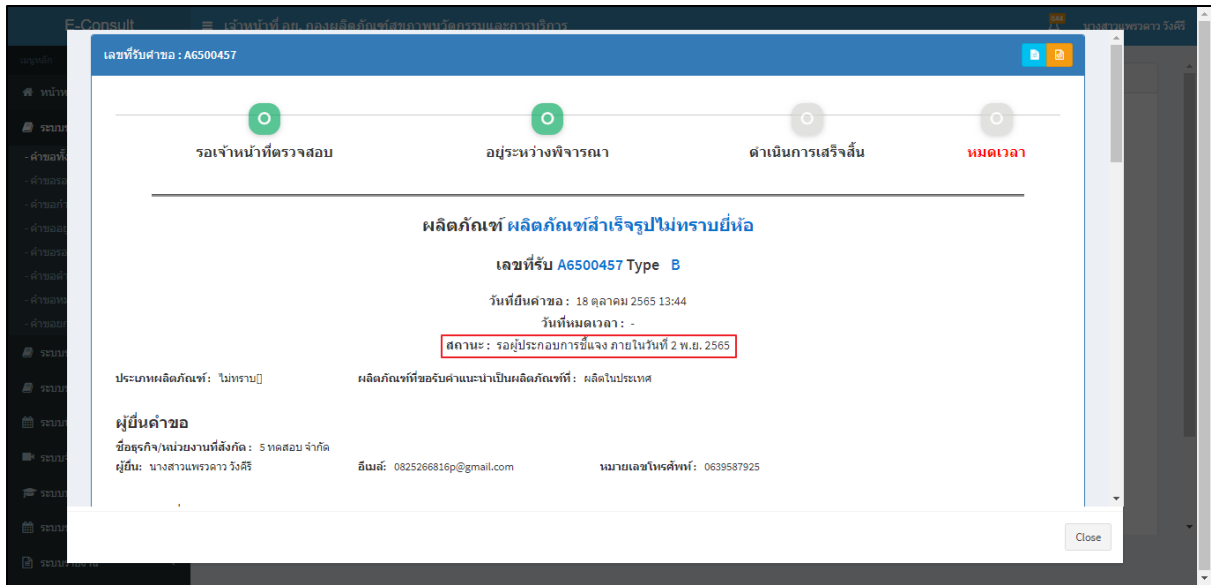 E-Consult
เจ้าหน้าที่ อย. กองผลิตภัณฑ์สุขภาพนวัตกรรมและการบริการ
นางสาวแพรวดาว วังคีรี
เลขที่รับคำขอ : A6500457
เมนูหลัก
รอเจ้าหน้าที่ตรวจสอบ
อยู่ระหว่างพิจารณา
ดำเนินการเสร็จสิ้น
หมดเวลา
ผลิตภัณฑ์ ผลิตภัณฑ์สำเร็จรูปไม่ทราบยี่ห้อ
เลขที่รับ A6500457 Type B
วันที่ยื่นคำขอ : 18 ตุลาคม 2565 13:44
วันที่หมดเวลา : -
สถานะ : รอผู้ประกอบการชี้แจง ภายในวันที่ 2 พ.ย. 2565
ประเภทผลิตภัณฑ์ : ไม่ทราบ ผลิตภัณฑ์ที่ขอรับคำแนะนำเป็นผลิตภัณฑ์ที่ : ผลิตในประเทศ
ผู้ยื่นคำขอ
ชื่อธุรกิจ/หน่วยงานที่สังกัด : 5 ทดสอบ จำกัด
ผู้ยื่น: นางสาวแพรวดาว วังคีรี อีเมล์: 0825266816p@gmail.com หมายเลขโทรศัพท์ : 0639587925
Close